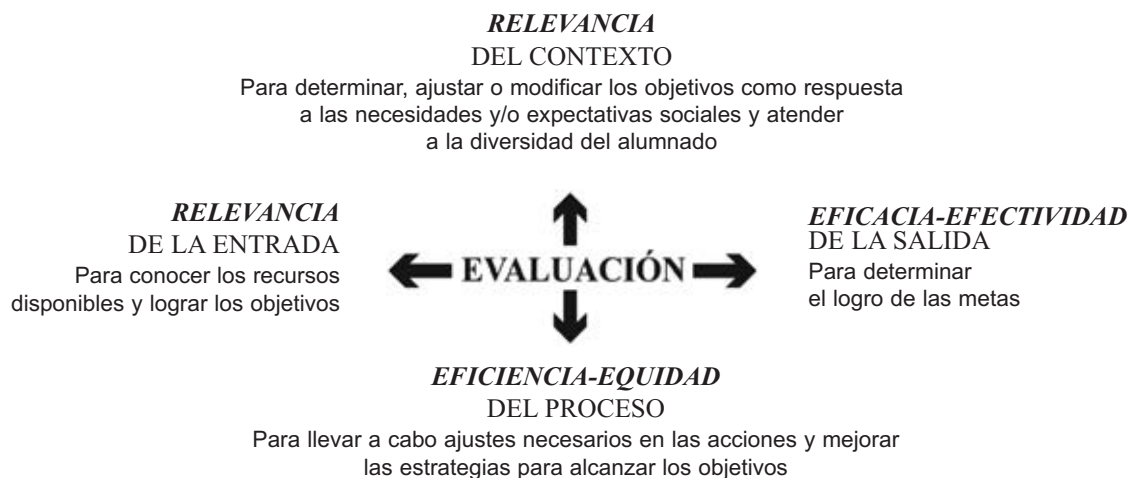 RELEVANCIA
DEL CONTEXTO
Para determinar, ajustar o modificar los objetivos como respuesta
a las necesidades y/o expectativas sociales y atender
a la diversidad del alumnado
RELEVANCIA
DE LA ENTRADA
Para conocer los recursos
disponibles y lograr los objetivos
EVALUACIÓN
EFICACIA-EFECTIVIDAD
DE LA SALIDA
Para determinar
el logro de las metas
EFICIENCIA-EQUIDAD
DEL PROCESO
Para llevar a cabo ajustes necesarios en las acciones y mejorar
las estrategias para alcanzar los objetivos